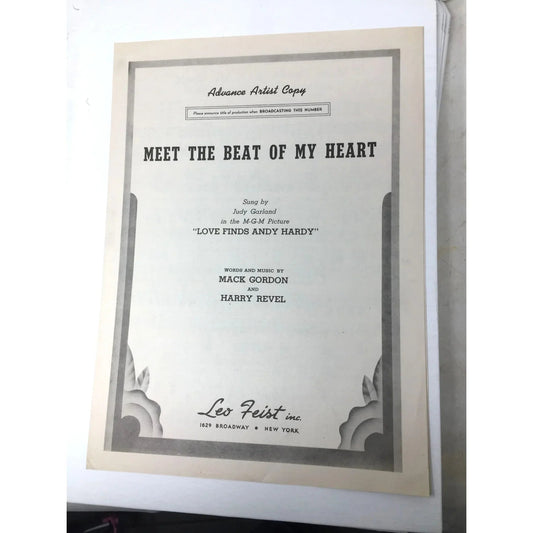 Advance Artist Copy
Please announce title of production when BROADCASTING THIS NUMBER
MEET THE BEAT OF MY HEART
Sung by
Judy Garland
in the M-G-M Picture
"LOVE FINDS ANDY HARDY"
WORDS AND MUSIC BY
MACK GORDON
AND
HARRY REVEL
Leo Feist inc.
1629 BROADWAY • NEW YORK